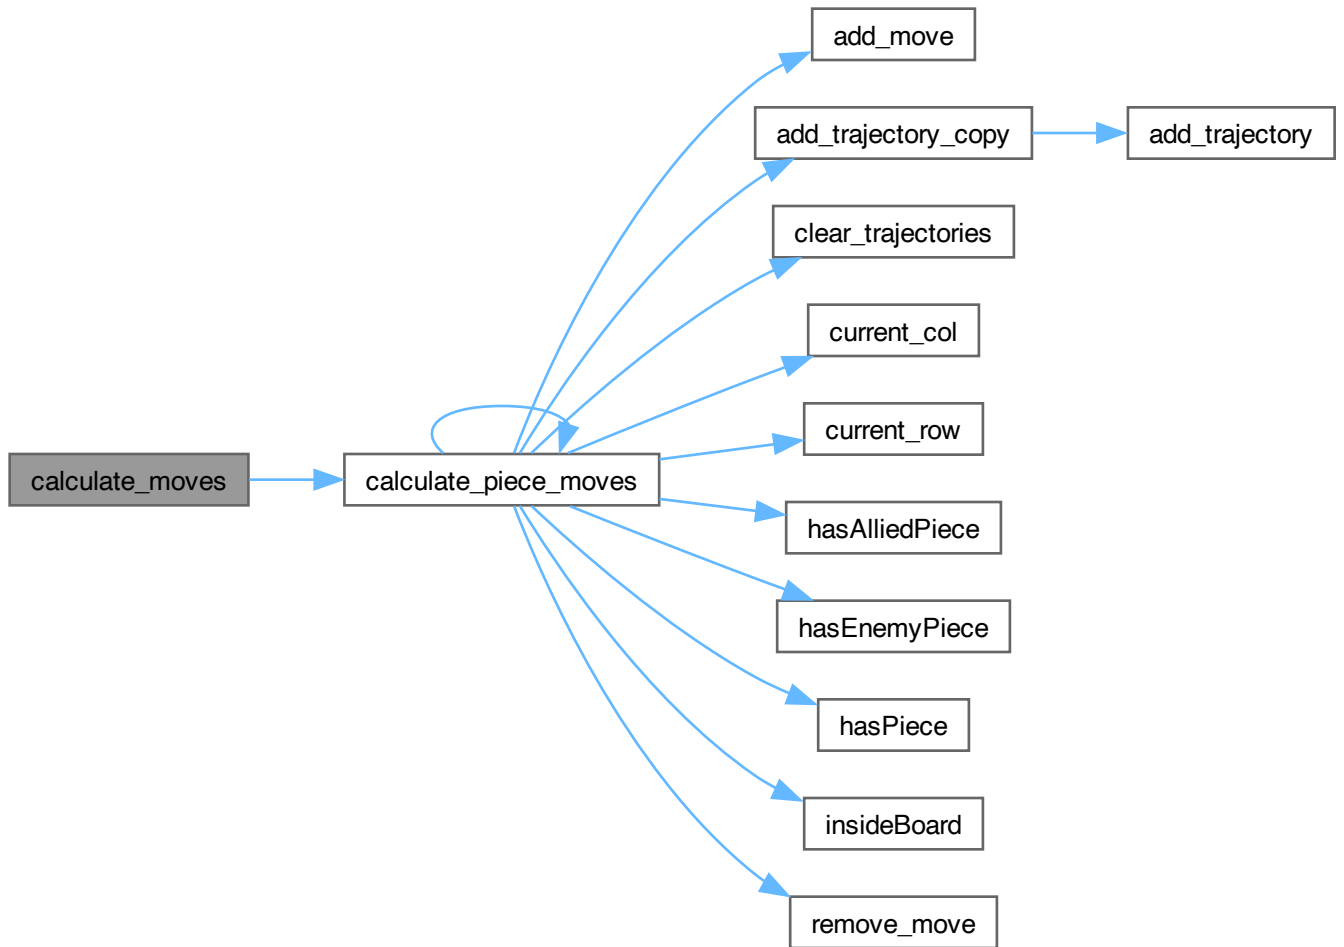 add_move
add_trajectory_copy
add_trajectory
clear_trajectories
current_col
current_row
calculate_moves
calculate_piece_moves
hasAlliedPiece
hasEnemyPiece
hasPiece
insideBoard
remove_move